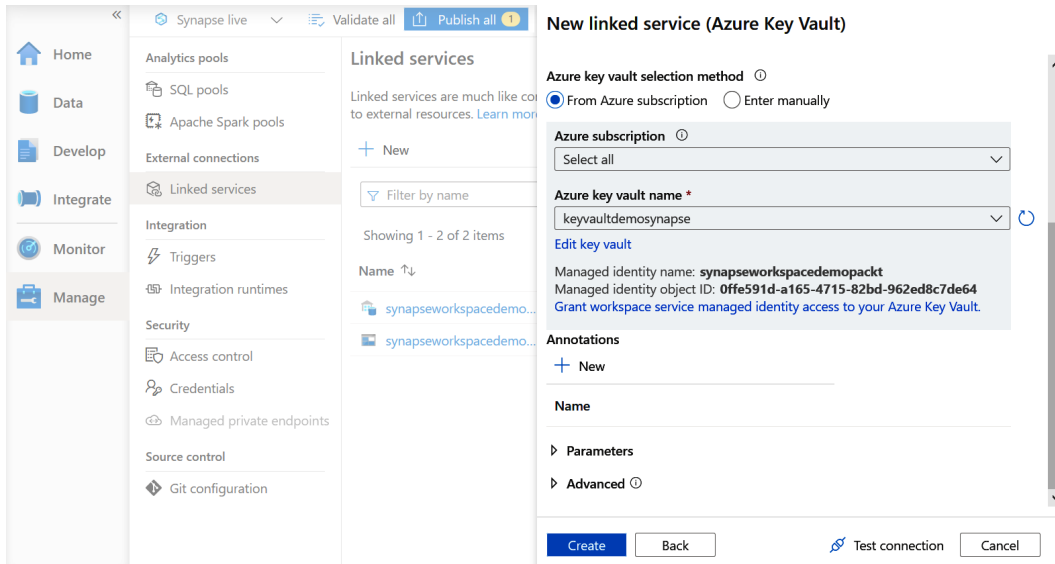 «
Home
Data
Develop
Integrate
Monitor
Manage
Synapse live
Validate all
Publish all 1
Analytics pools
SQL pools
Apache Spark pools
External connections
Linked services
Integration
Triggers
Integration runtimes
Security
Access control
Credentials
Managed private endpoints
Source control
Git configuration
Linked services
Linked services are much like
to external resources. Learn more
New
Filter by name
Showing 1 - 2 of 2 items
Name
synapseworkspacedemo...
synapseworkspacedemo...
New linked service (Azure Key Vault)
Azure key vault selection method
From Azure subscription Enter manually
Azure subscription
Select all
Azure key vault name *
keyvaultdemosynapse
Edit key vault
Managed identity name: synapseworkspacedemopackt
Managed identity object ID: 0ffe591d-a165-4715-82bd-962ed8c7de64
Grant workspace service managed identity access to your Azure Key Vault.
Annotations
New
Name
Parameters
Advanced
Create Back Test connection Cancel